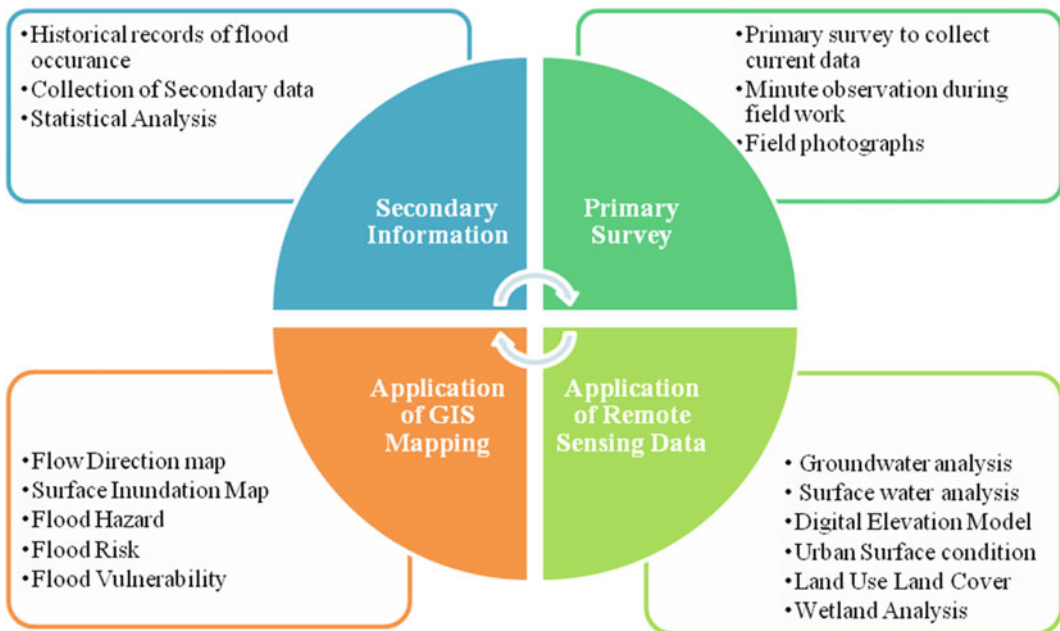 •Historical records of flood
occurance
•Collection of Secondary data
•Statistical Analysis
•Primary survey to collect
current data
•Minute observation during
field work
•Field photographs
Secondary
Information
Primary
Survey
Application
of GIS
Mapping
Application
of Remote
Sensing Data
•Flow Direction map
•Surface Inundation Map
•Flood Hazard
•Flood Risk
•Flood Vulnerability
• Groundwater analysis
• Surface water analysis
•Digital Elevation Model
•Urban Surface condition
•Land Use Land Cover
•Wetland Analysis